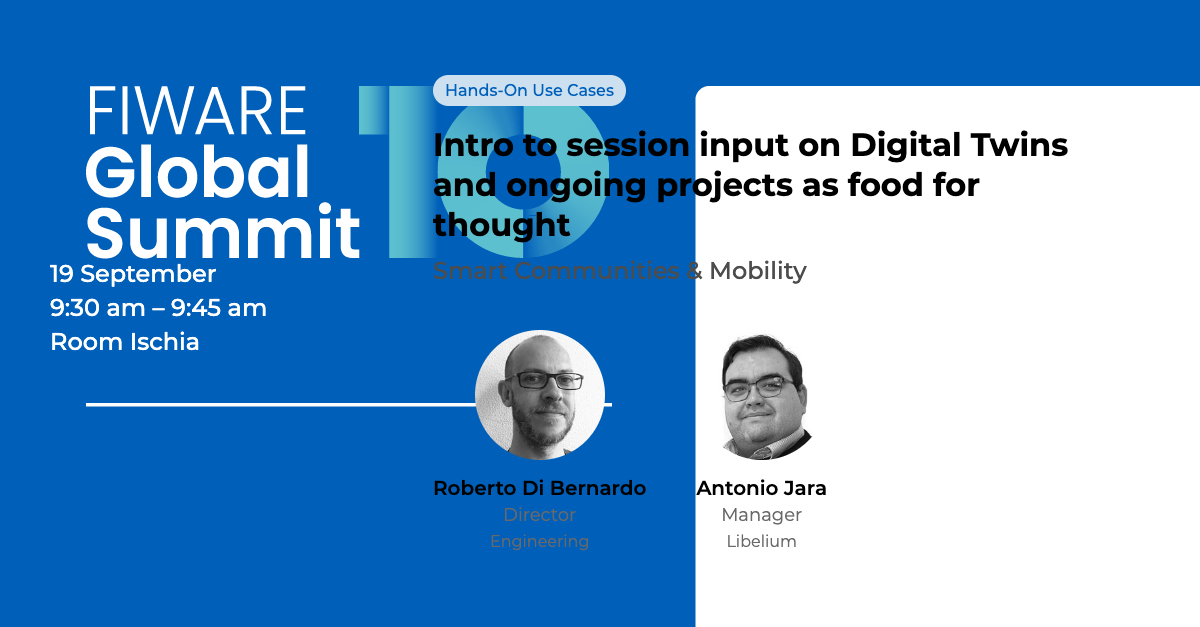 FIWARE
Global
Summit
10
19 September
9:30 am – 9:45 am
Room Ischia
Hands-On Use Cases
Intro to session input on Digital Twins
and ongoing projects as food for
thought
Smart Communities & Mobility
Roberto Di Bernardo
Director
Engineering
Antonio Jara
Manager
Libelium